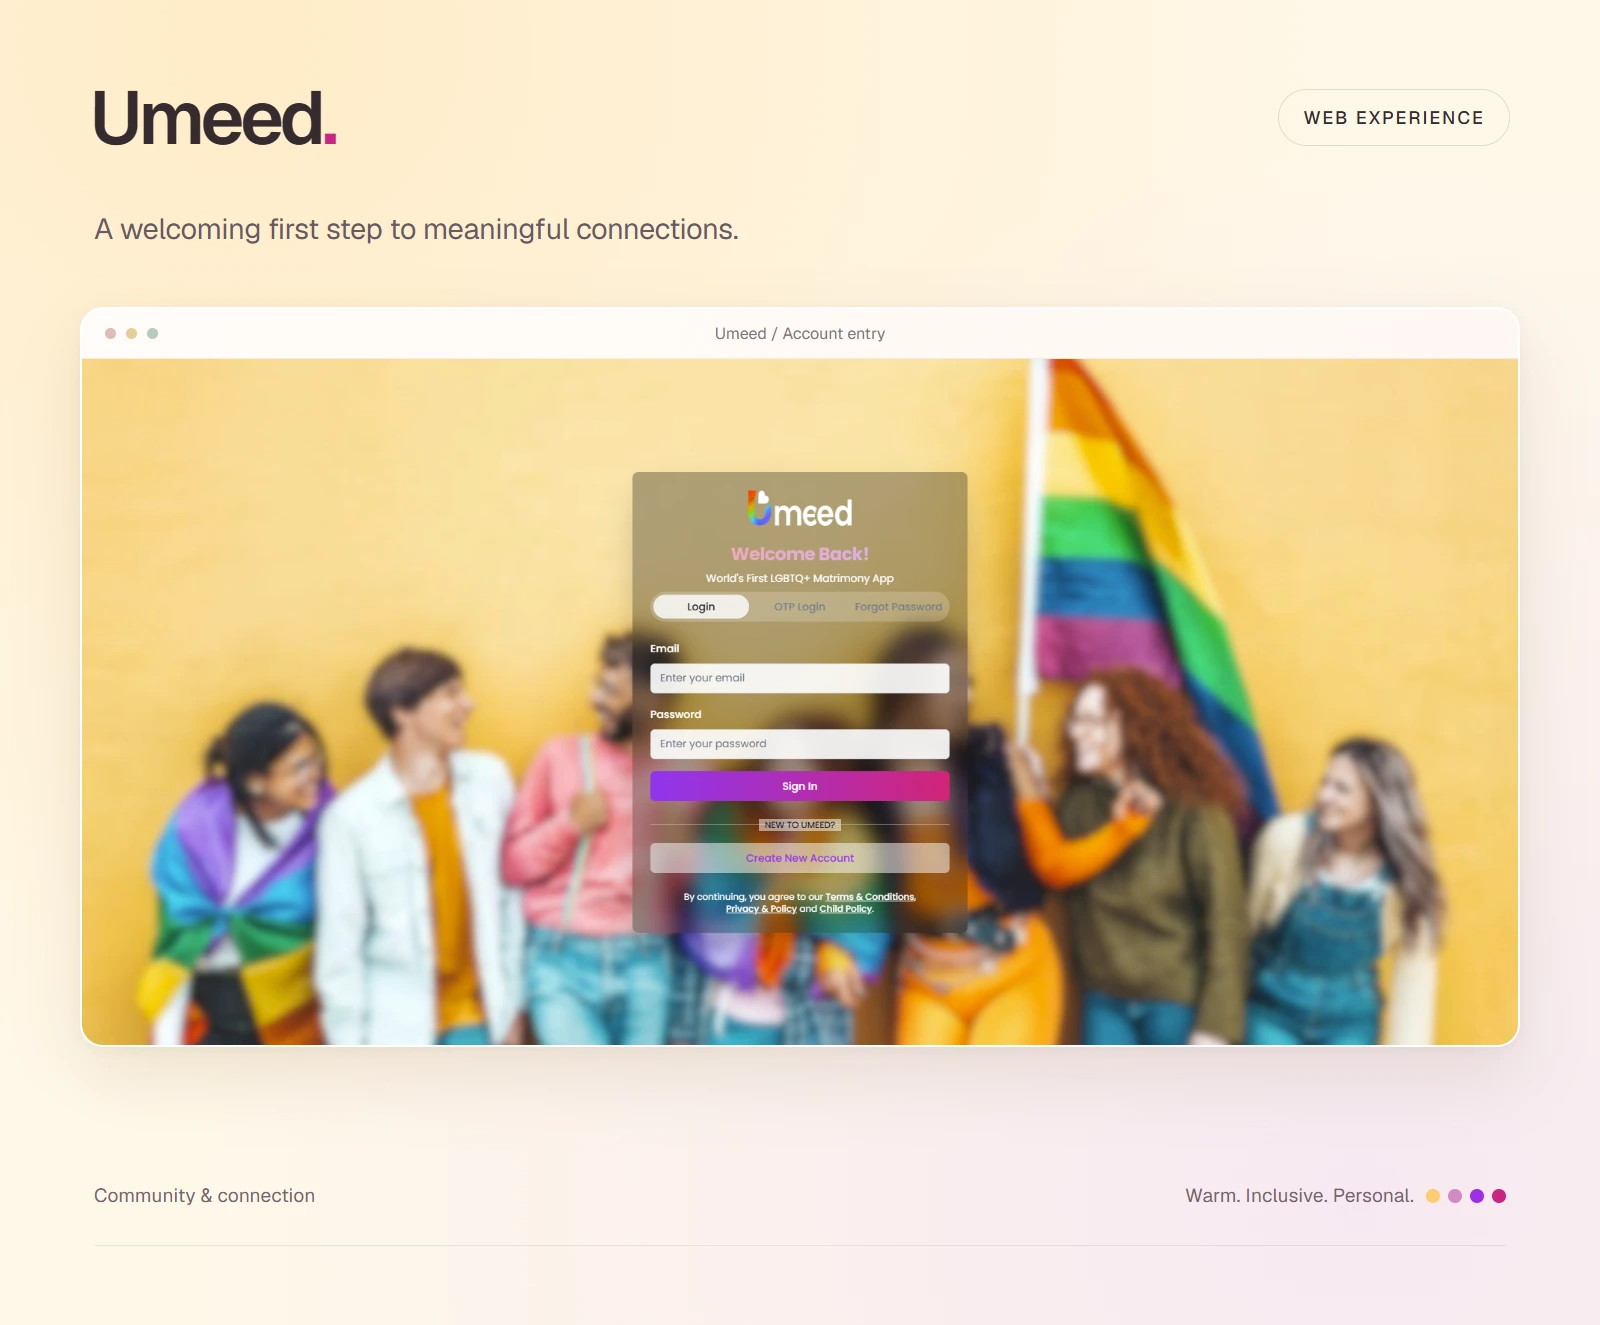 Umeed.
WEB EXPERIENCE
A welcoming first step to meaningful connections.
Umeed / Account entry
Umeed
Welcome Back!
World's First LGBTQ+ Matrimony App
Login OTP Login Forgot Password
Email
Enter your email
Password
Enter your password
Sign In
NEW TO UMEED?
Create New Account
By continuing, you agree to our Terms & Conditions,
Privacy & Policy and Child Policy.
Community & connection
Warm. Inclusive. Personal.